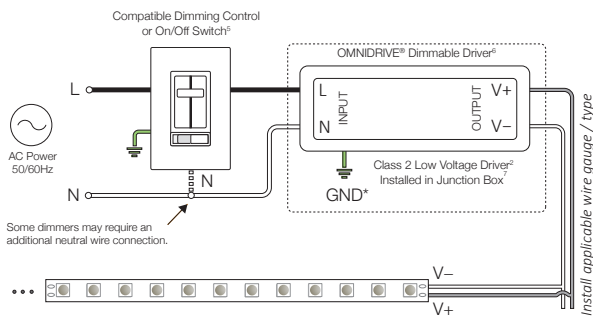 Compatible Dimming Control
or On/Off Switch⁵
OMNIDRIVE® Dimmable Driver⁶
L
L
INPUT
OUTPUT
V+
N
V−
AC Power
50/60Hz
N
N
GND*
Class 2 Low Voltage Driver²
Installed in Junction Box⁷
Some dimmers may require an
additional neutral wire connection.
Install applicable wire gauge / type
V−
V+